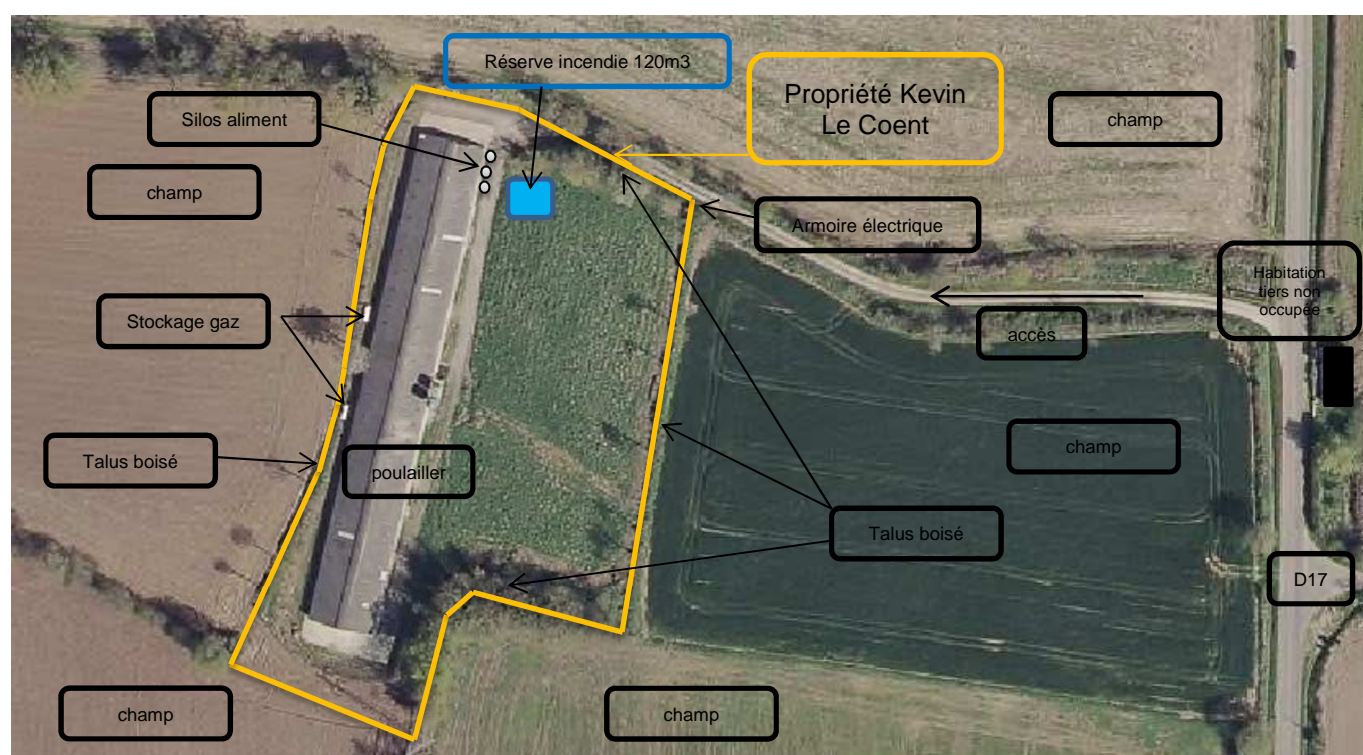 Réserve incendie 120m3
Propriété Kevin
Le Coent
Silos aliment
champ
champ
Armoire électrique
Habitation
tiers non
occupée
Stockage gaz
accès
champ
Talus boisé
poulailler
Talus boisé
D17
champ
champ